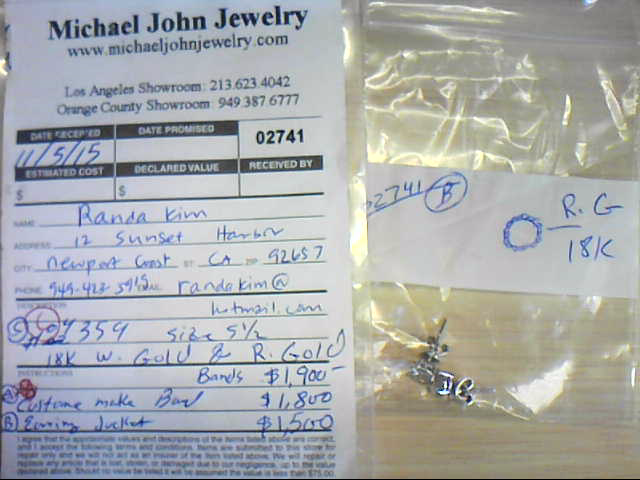 Michael John Jewelry
www.michaeljohnjewelry.com
Los Angeles Showroom: 213.623.4042
Orange County Showroom: 949.387.6777
DATE RECEIVED DATE PROMISED 02741
11/5/15
ESTIMATED COST DECLARED VALUE RECEIVED BY
$ $
NAME Randa Kim
ADDRESS 12 Sunset Harbor
CITY Newport Coast ST CA ZIP 92657
PHONE 949-422-5919 EMAIL randakim@
DESCRIPTION hotmail.com
Size 5 1/2
18K W. Gold & R. Gold
INSTRUCTIONS Bands $1,900-
A Custome make Band $1,800
B Earring Jacket $1,500
I agree that the approximate values and descriptions of the items listed above are correct,
and I accept the following terms and conditions. Items are submitted to this store for
repair only and we will not act as an insurer of the item listed above. We will repair or
replace any article that is lost, stolen, or damaged due to our negligence, up to the value
declared above. Should no value be listed it will be assumed the value is less than $75.00
02741 B
R.G
18K